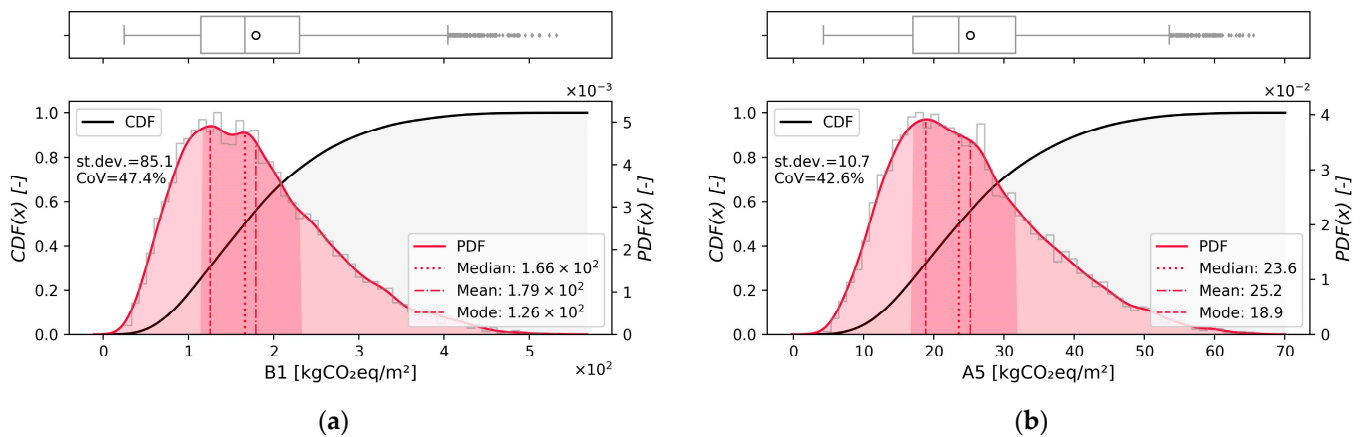 ×10⁻³
1.0
0.8
0.6
0.4
0.2
0.0
CDF(x) [-]
CDF
st.dev.=85.1
CoV=47.4%
PDF
Median: 1.66 × 10²
Mean: 1.79 × 10²
Mode: 1.26 × 10²
5
4
3
2
1
0
PDF(x) [-]
0 1 2 3 4 5
B1 [kgCO₂eq/m²]
×10²
(a)
×10⁻²
1.0
0.8
0.6
0.4
0.2
0.0
CDF(x) [-]
CDF
st.dev.=10.7
CoV=42.6%
PDF
Median: 23.6
Mean: 25.2
Mode: 18.9
4
3
2
1
0
PDF(x) [-]
0 10 20 30 40 50 60 70
A5 [kgCO₂eq/m²]
(b)